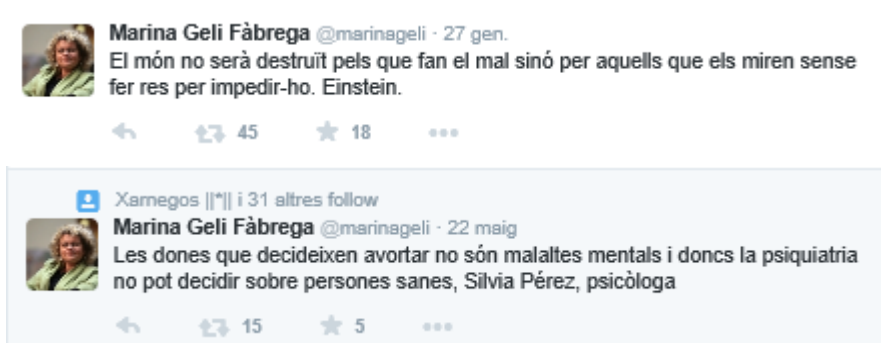 Marina Geli Fàbrega @marinageli · 27 gen.
El món no serà destruït pels que fan el mal sinó per aquells que els miren sense
fer res per impedir-ho. Einstein.
45 18
Xarnegos ||*|| i 31 altres follow
Marina Geli Fàbrega @marinageli · 22 maig
Les dones que decideixen avortar no són malaltes mentals i doncs la psiquiatria
no pot decidir sobre persones sanes, Silvia Pérez, psicòloga
15 5